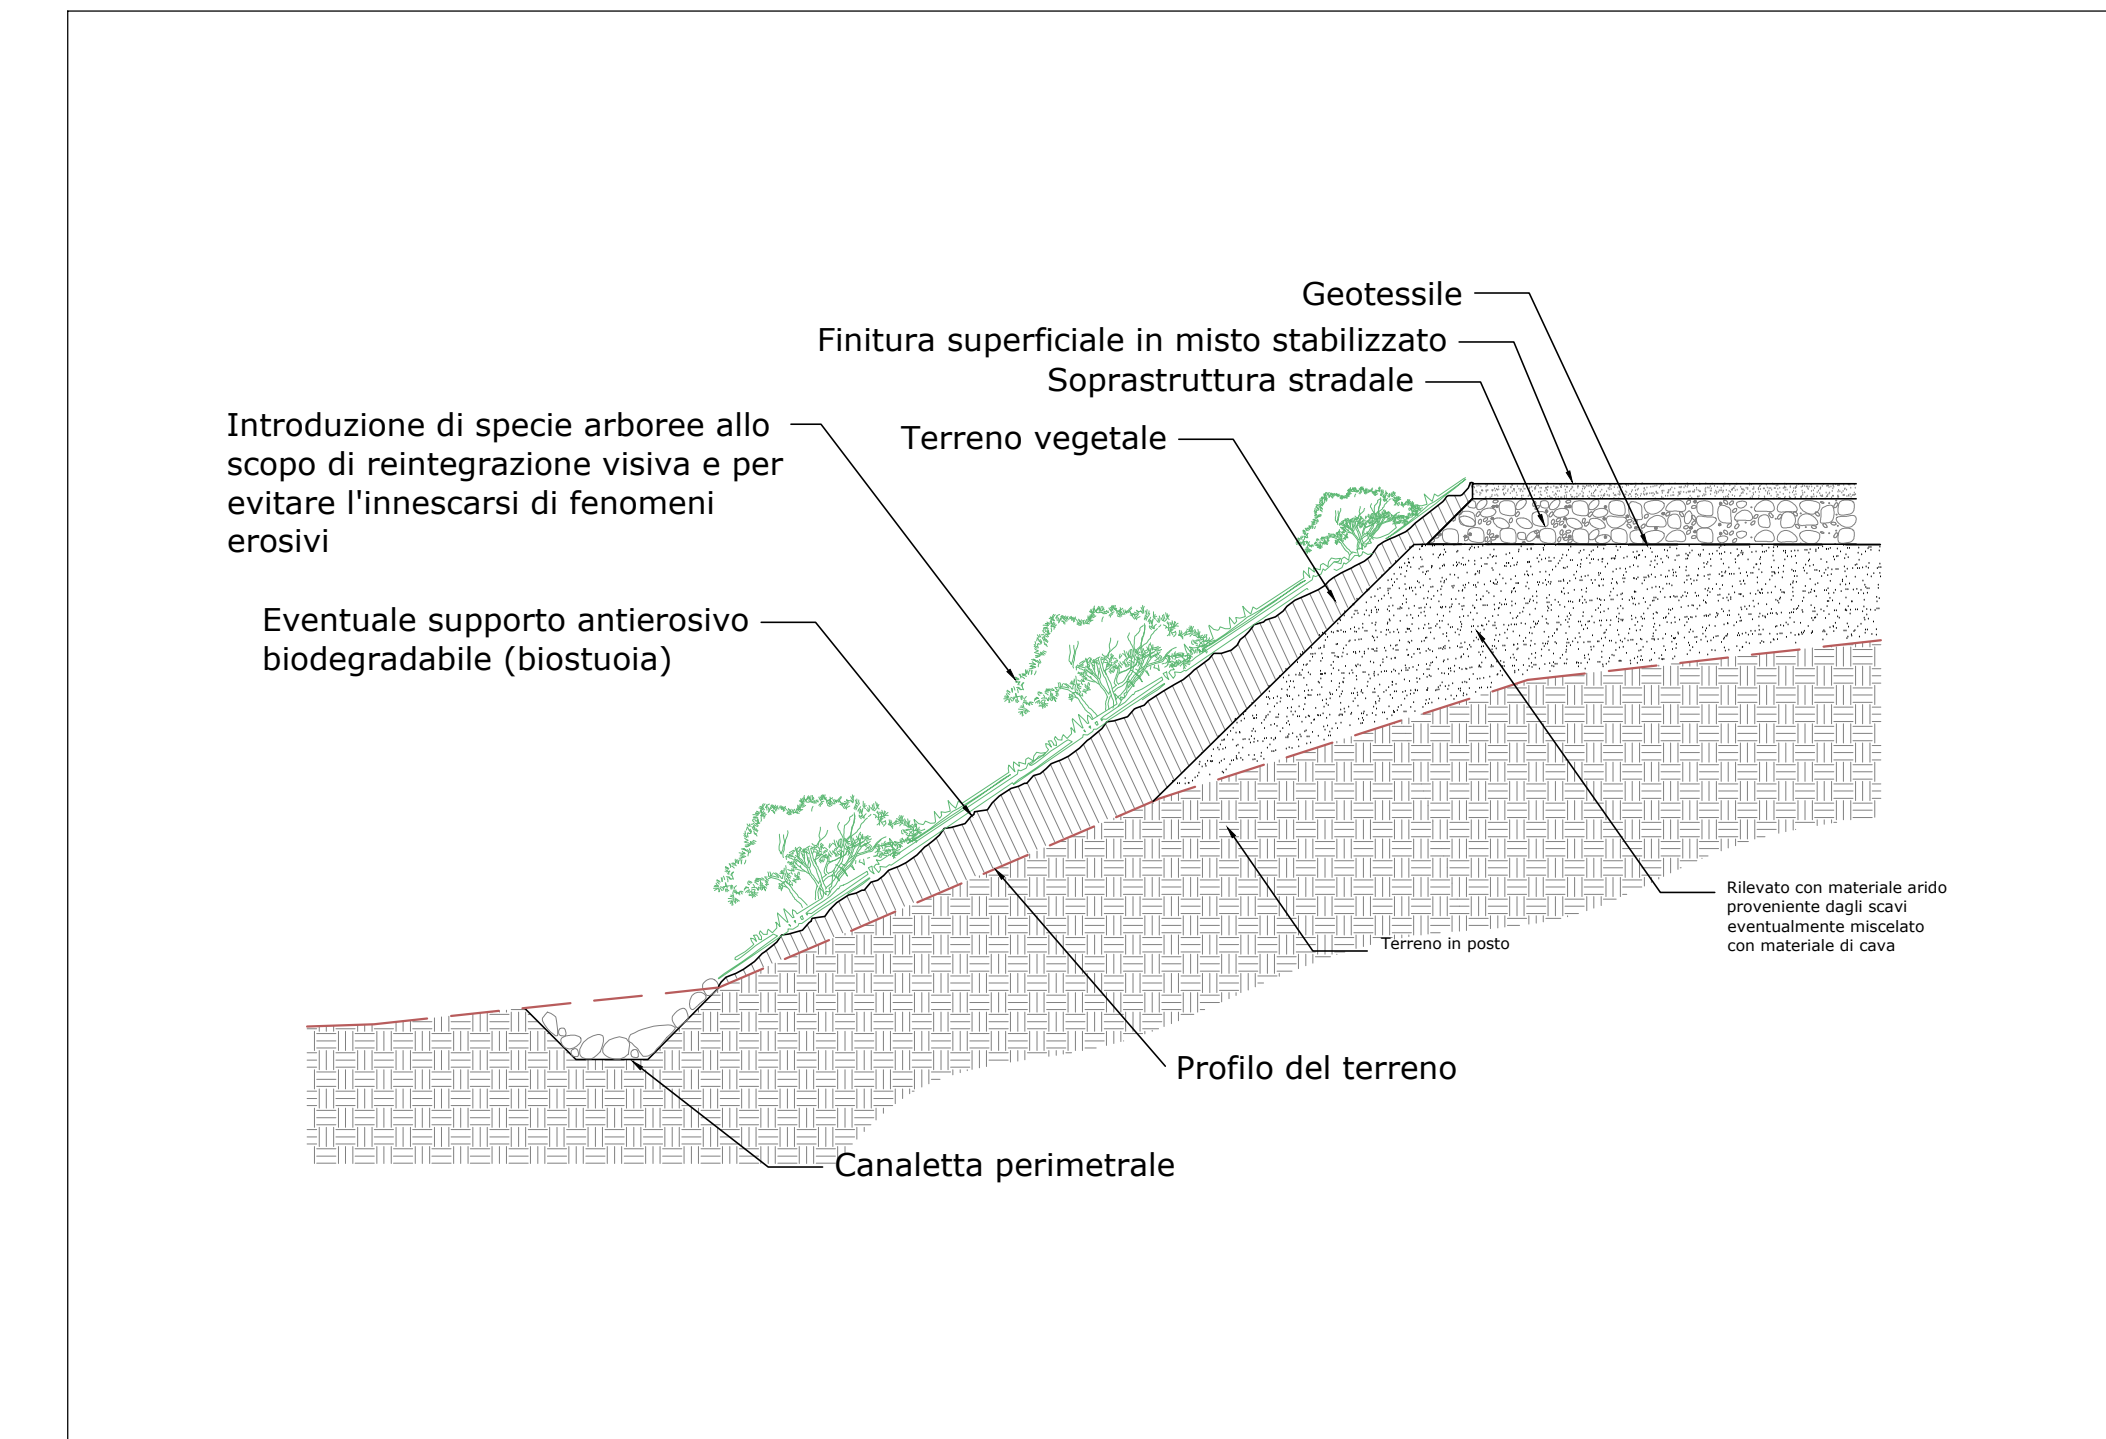 Geotessile
Finitura superficiale in misto stabilizzato
Soprastruttura stradale
Introduzione di specie arboree allo
scopo di reintegrazione visiva e per
evitare l'innescarsi di fenomeni
erosivi
Terreno vegetale
Eventuale supporto antierosivo
biodegradabile (biostuoia)
Rilevato con materiale arido
proveniente dagli scavi
eventualmente miscelato
con materiale di cava
Terreno in posto
Profilo del terreno
Canaletta perimetrale